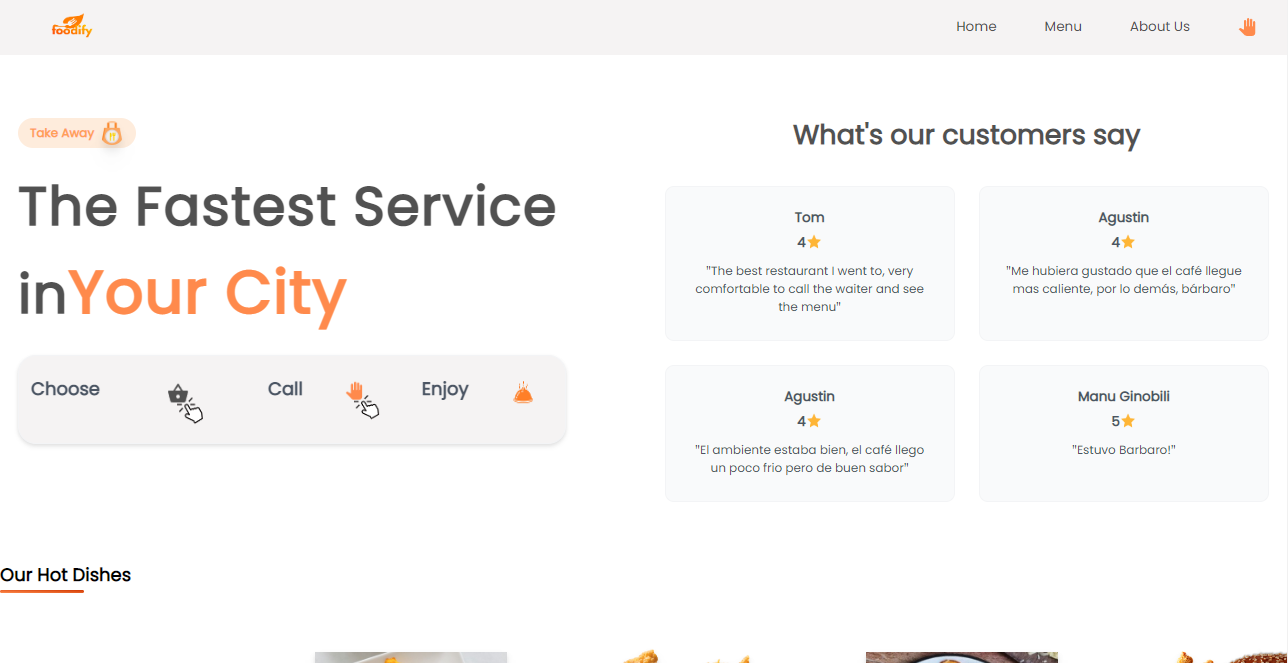 foodify
Home
Menu
About Us
Take Away
The Fastest Service
inYour City
Choose
Call
Enjoy
What's our customers say
Tom
4
"The best restaurant I went to, very
comfortable to call the waiter and see
the menu"
Agustin
4
"Me hubiera gustado que el café llegue
mas caliente, por lo demás, bárbaro"
Agustin
4
"El ambiente estaba bien, el café llego
un poco frio pero de buen sabor"
Manu Ginobili
5
"Estuvo Barbaro!"
Our Hot Dishes